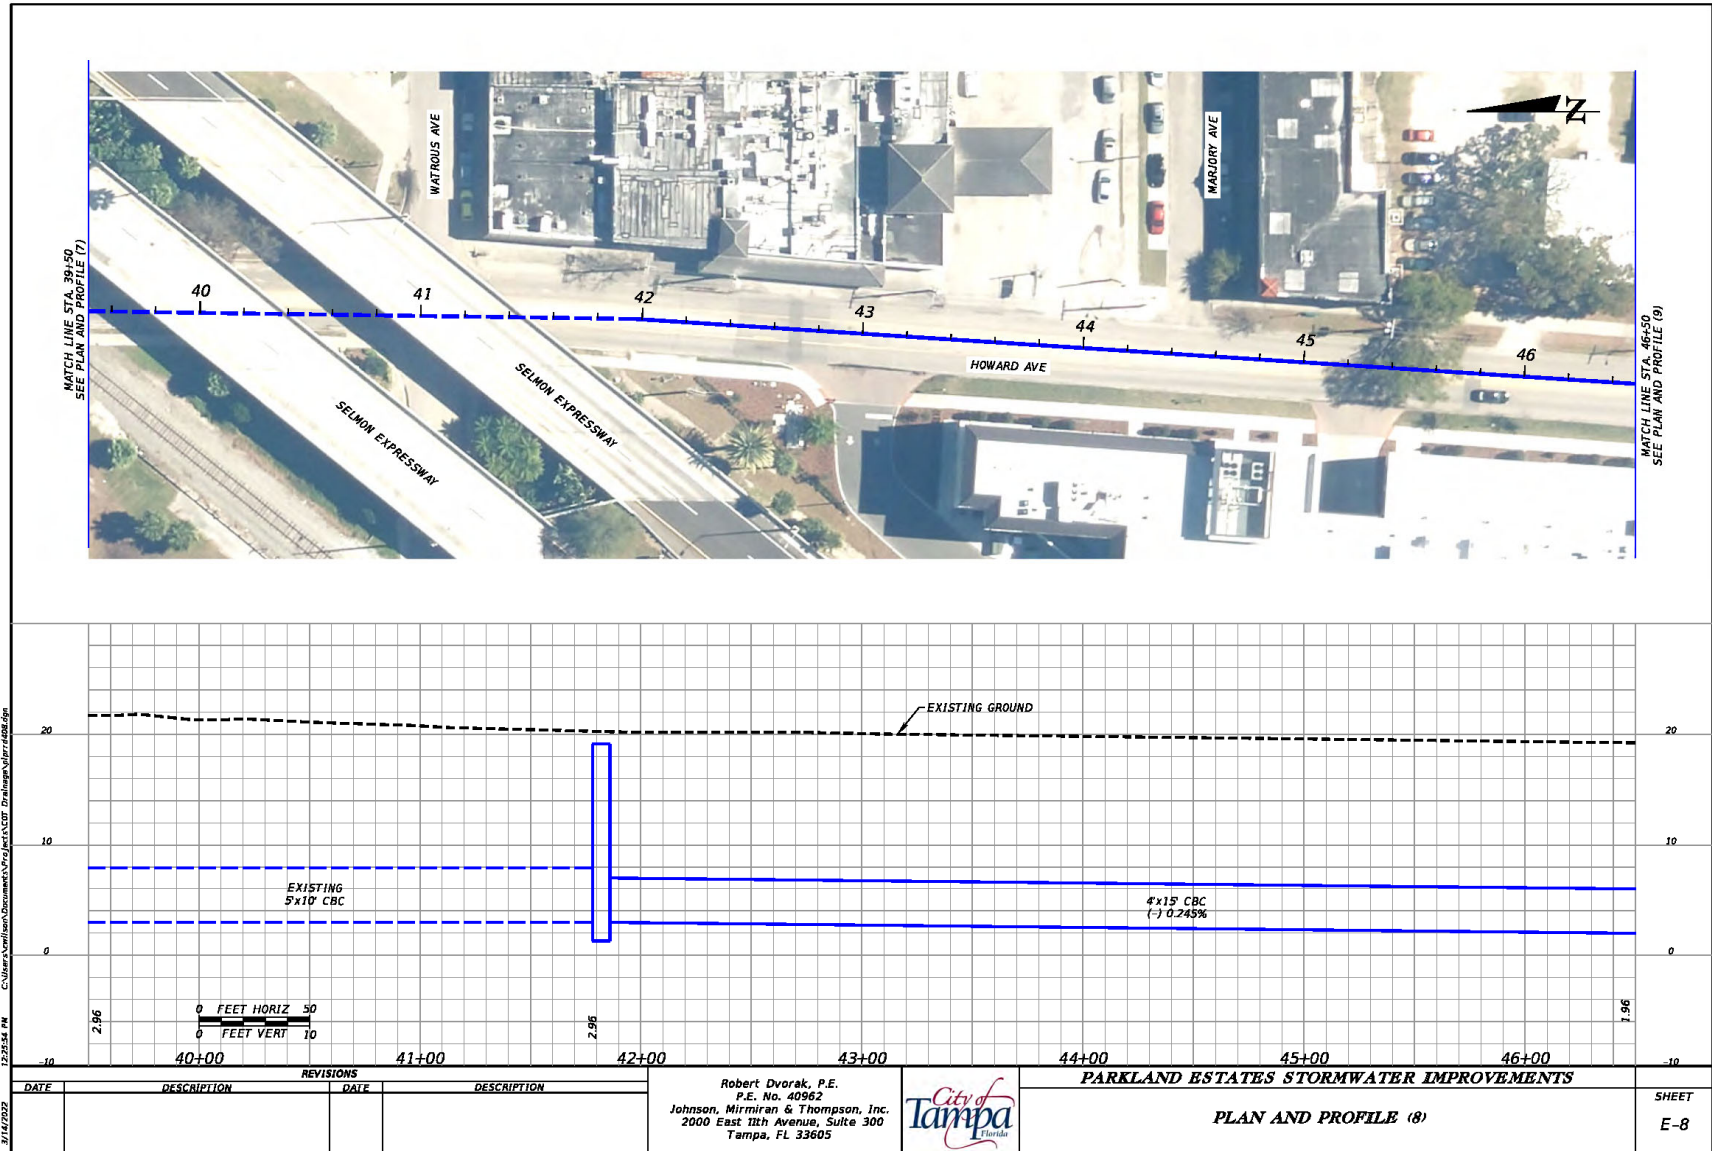 WATROUS AVE
MARJORY AVE
N
MATCH LINE STA. 39+50
SEE PLAN AND PROFILE (7)
40
41
42
43
44
45
46
HOWARD AVE
SELMON EXPRESSWAY
SELMON EXPRESSWAY
MATCH LINE STA. 46+50
SEE PLAN AND PROFILE (9)
EXISTING GROUND
20
20
10
10
EXISTING
5'x10' CBC
4'x15' CBC
(-) 0.245%
0
0
2.96
0 FEET HORIZ 50
0 FEET VERT 10
2.96
1.96
-10
40+00
41+00
42+00
43+00
44+00
45+00
46+00
-10
REVISIONS
DATE
DESCRIPTION
DATE
DESCRIPTION
Robert Dvorak, P.E.
P.E. No. 40962
Johnson, Mirmiran & Thompson, Inc.
2000 East 11th Avenue, Suite 300
Tampa, FL 33605
City of
Tampa
Florida
PARKLAND ESTATES STORMWATER IMPROVEMENTS
PLAN AND PROFILE (8)
SHEET
E-8
3/14/2022
12:25:54 PM